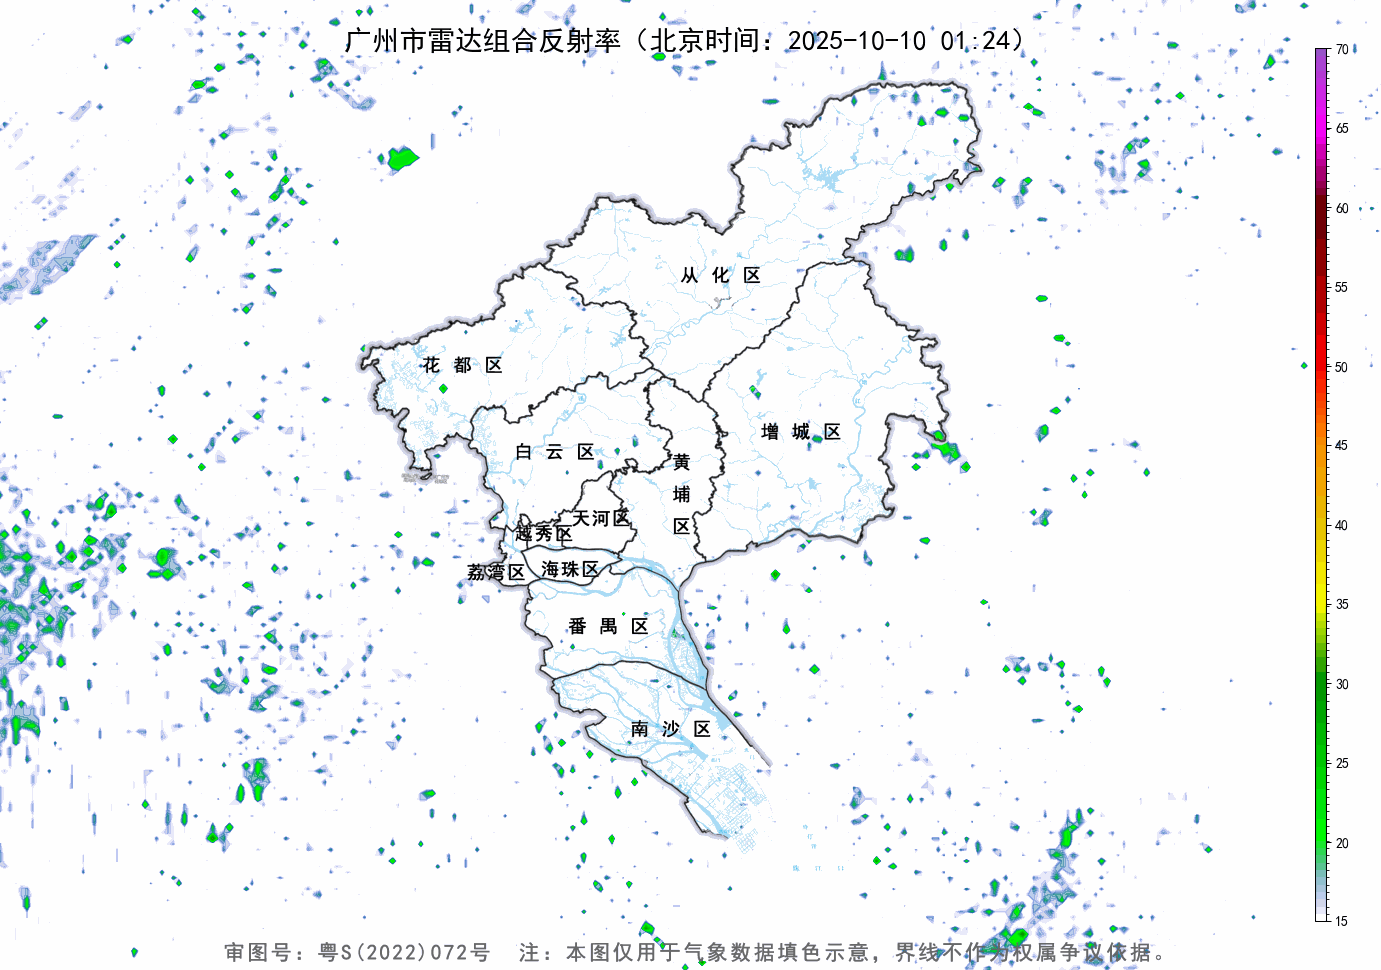 广州市雷达组合反射率（北京时间：2025-10-10 01:24）
70
65
60
55
50
45
40
35
30
25
20
15
从化区
花都区
增城区
白云区
黄埔区
天河区
越秀区
荔湾区
海珠区
番禺区
南沙区
审图号：粤S(2022)072号 注：本图仅用于气象数据填色示意，界线不作为权属争议依据。